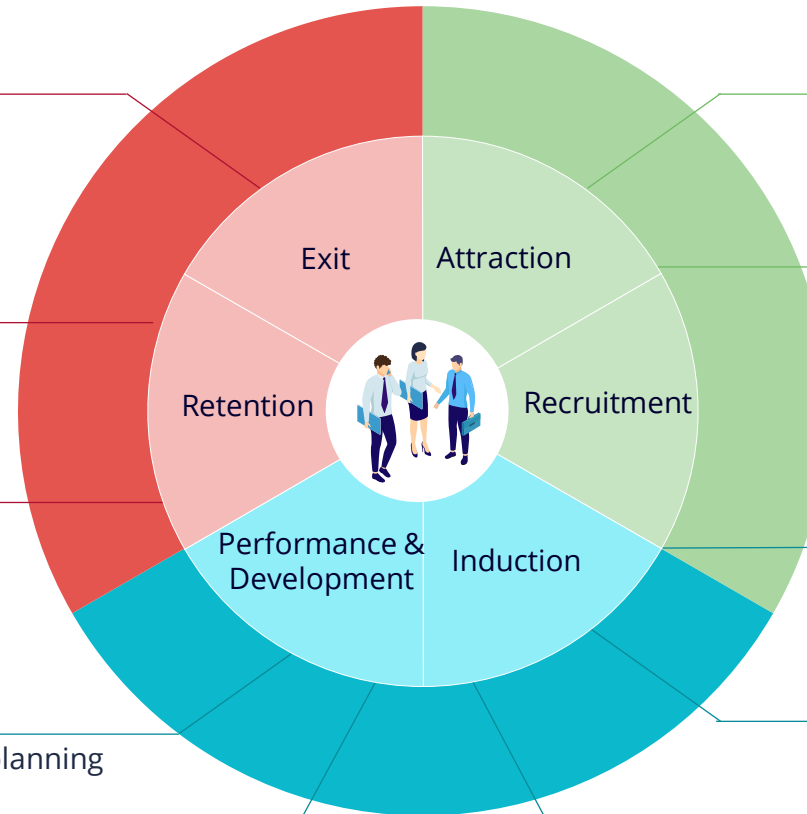 Exit
Attraction
Retention
Recruitment
Performance &
Development
Induction
lanning